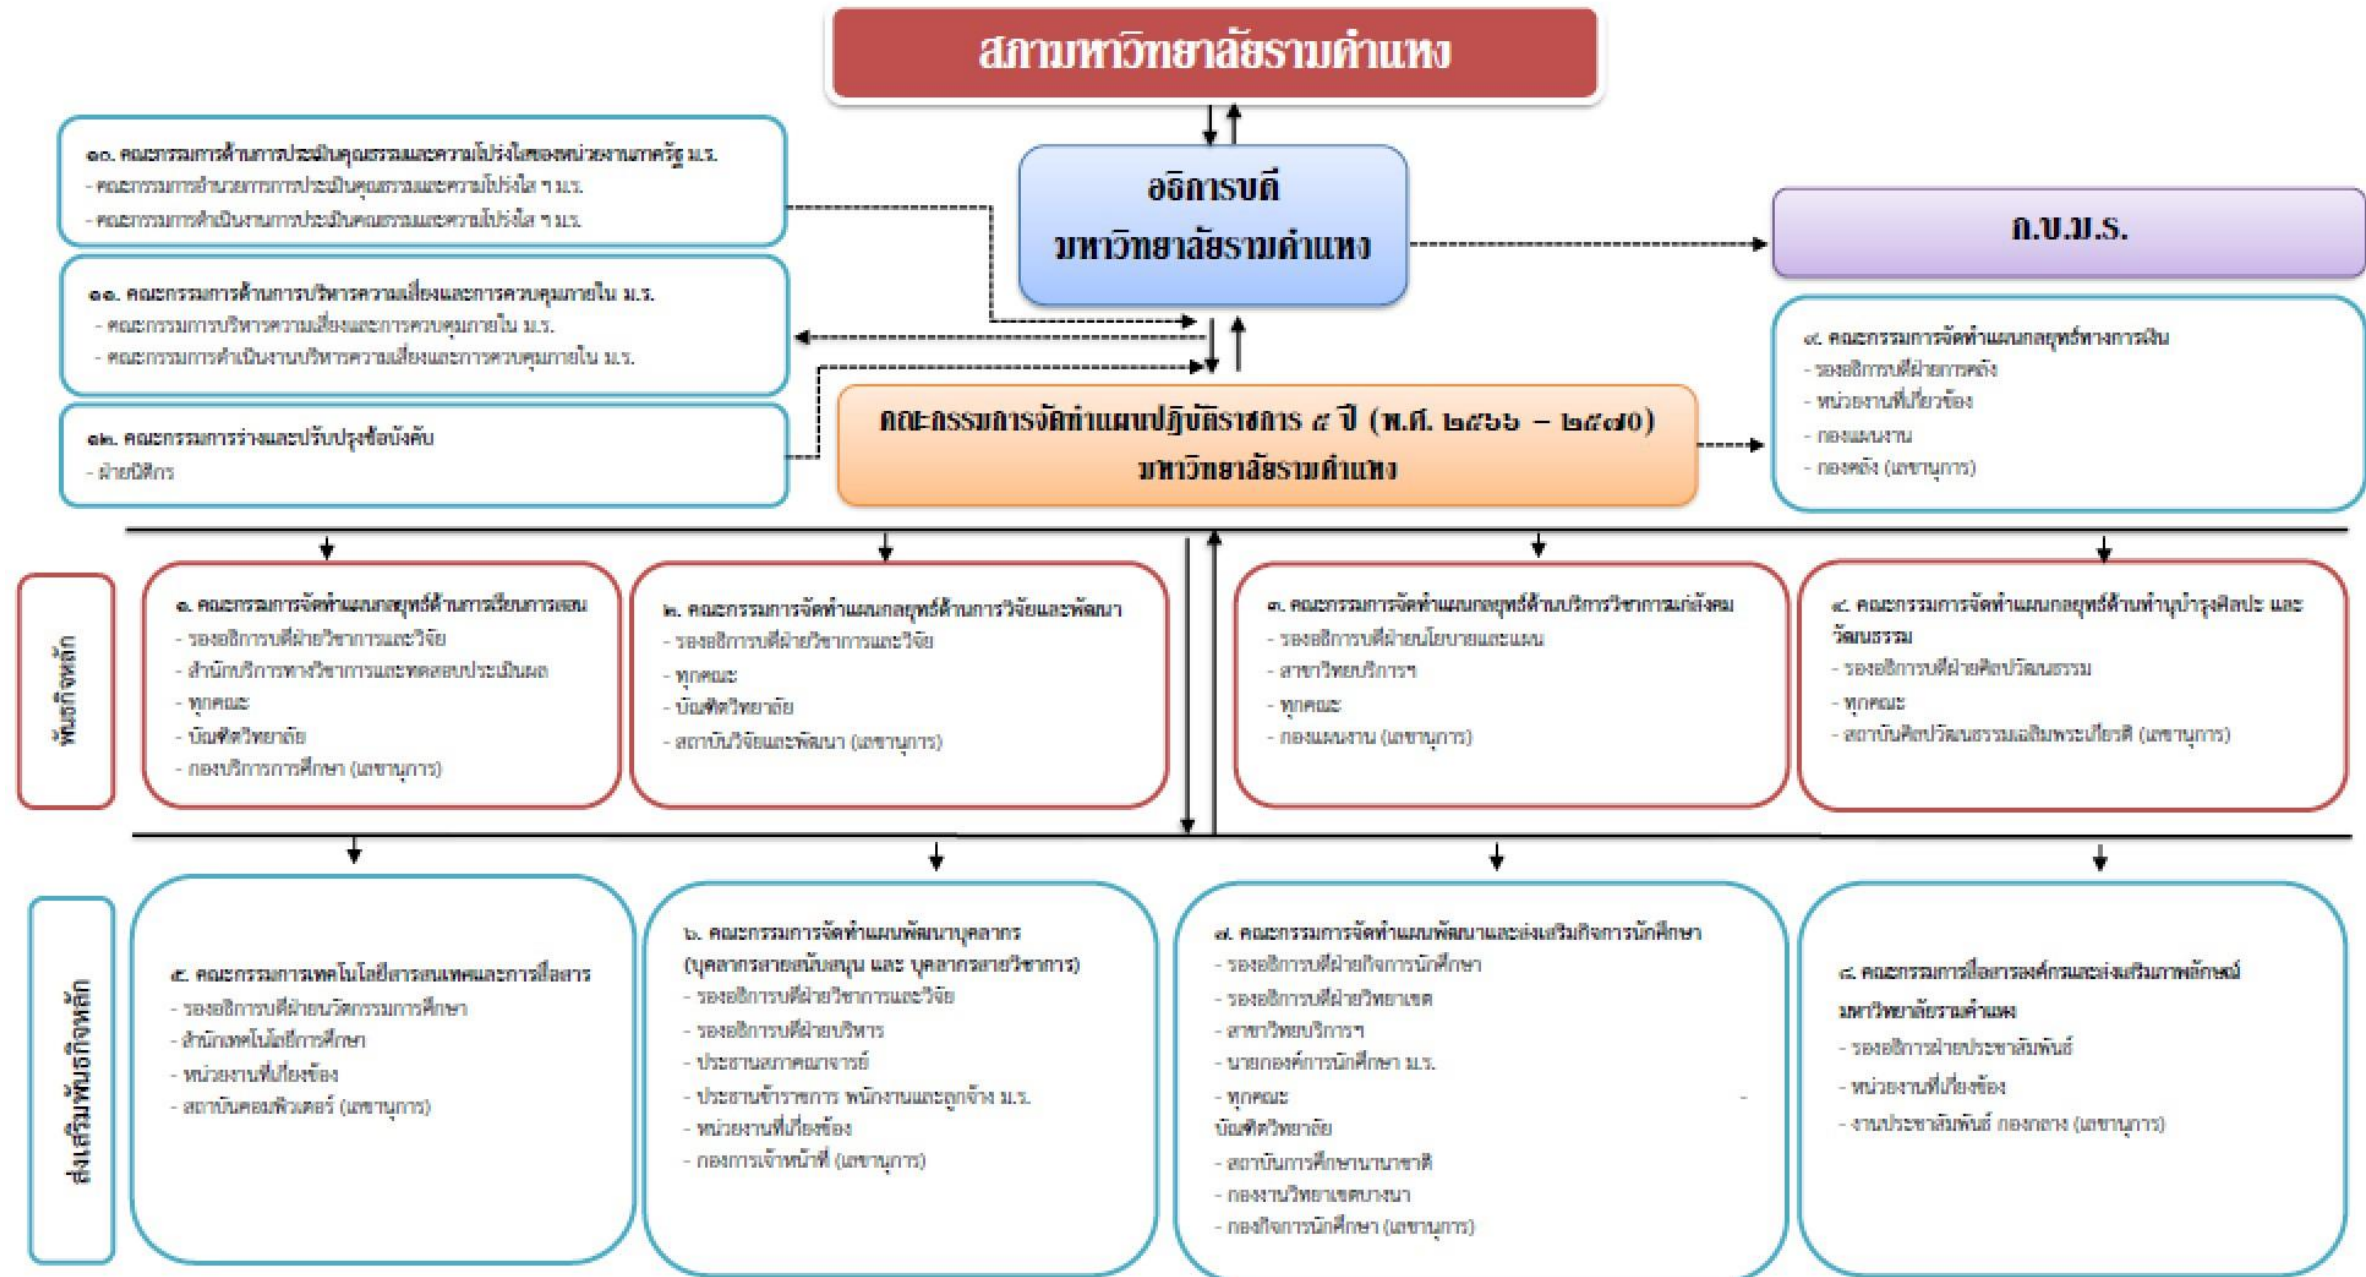 สภามหาวิทยาลัยรามคำแหง
อธิการบดี
มหาวิทยาลัยรามคำแหง
ก.บ.ม.ร.
๑๐. คณะกรรมการด้านการประเมินคุณธรรมและความโปร่งใสของหน่วยงานภาครัฐ ม.ร.
- คณะกรรมการอำนวยการการประเมินคุณธรรมและความโปร่งใส ฯ ม.ร.
- คณะกรรมการดำเนินงานการประเมินคุณธรรมและความโปร่งใส ฯ ม.ร.
๑๑. คณะกรรมการด้านการบริหารความเสี่ยงและการควบคุมภายใน ม.ร.
- คณะกรรมการบริหารความเสี่ยงและการควบคุมภายใน ม.ร.
- คณะกรรมการดำเนินงานบริหารความเสี่ยงและการควบคุมภายใน ม.ร.
๑๒. คณะกรรมการร่างและปรับปรุงข้อบังคับ
- ฝ่ายนิติกร
คณะกรรมการจัดทำแผนปฏิบัติราชการ ๕ ปี (พ.ศ. ๒๕๖๖ – ๒๕๗๐)
มหาวิทยาลัยรามคำแหง
๙. คณะกรรมการจัดทำแผนกลยุทธ์ทางการเงิน
- รองอธิการบดีฝ่ายการคลัง
- หน่วยงานที่เกี่ยวข้อง
- กองแผนงาน
- กองคลัง (เลขานุการ)
พันธกิจหลัก
๑. คณะกรรมการจัดทำแผนกลยุทธ์ด้านการเรียนการสอน
- รองอธิการบดีฝ่ายวิชาการและวิจัย
- สำนักบริการทางวิชาการและทดสอบประเมินผล
- ทุกคณะ
- บัณฑิตวิทยาลัย
- กองบริการการศึกษา (เลขานุการ)
๒. คณะกรรมการจัดทำแผนกลยุทธ์ด้านการวิจัยและพัฒนา
- รองอธิการบดีฝ่ายวิชาการและวิจัย
- ทุกคณะ
- บัณฑิตวิทยาลัย
- สถาบันวิจัยและพัฒนา (เลขานุการ)
๓. คณะกรรมการจัดทำแผนกลยุทธ์ด้านบริการวิชาการแก่สังคม
- รองอธิการบดีฝ่ายนโยบายและแผน
- สาขาวิทยบริการฯ
- ทุกคณะ
- กองแผนงาน (เลขานุการ)
๔. คณะกรรมการจัดทำแผนกลยุทธ์ด้านทำนุบำรุงศิลปะ และ
วัฒนธรรม
- รองอธิการบดีฝ่ายศิลปวัฒนธรรม
- ทุกคณะ
- สถาบันศิลปวัฒนธรรมเฉลิมพระเกียรติ (เลขานุการ)
ส่งเสริมพันธกิจหลัก
๕. คณะกรรมการเทคโนโลยีสารสนเทศและการสื่อสาร
- รองอธิการบดีฝ่ายนวัตกรรมการศึกษา
- สำนักเทคโนโลยีการศึกษา
- หน่วยงานที่เกี่ยงข้อง
- สถาบันคอมพิวเตอร์ (เลขานุการ)
๖. คณะกรรมการจัดทำแผนพัฒนาบุคลากร
(บุคลากรสายสนับสนุน และ บุคลากรสายวิชาการ)
- รองอธิการบดีฝ่ายวิชาการและวิจัย
- รองอธิการบดีฝ่ายบริหาร
- ประธานสภาคณาจารย์
- ประธานข้าราชการ พนักงานและลูกจ้าง ม.ร.
- หน่วยงานที่เกี่ยงข้อง
- กองการเจ้าหน้าที่ (เลขานุการ)
๗. คณะกรรมการจัดทำแผนพัฒนาและส่งเสริมกิจการนักศึกษา
- รองอธิการบดีฝ่ายกิจการนักศึกษา
- รองอธิการบดีฝ่ายวิทยาเขต
- สาขาวิทยบริการฯ
- นายกองค์การนักศึกษา ม.ร.
- ทุกคณะ -
บัณฑิตวิทยาลัย
- สถาบันการศึกษานานาชาติ
- กองงานวิทยาเขตบางนา
- กองกิจการนักศึกษา (เลขานุการ)
๘. คณะกรรมการสื่อสารองค์กรและส่งเสริมภาพลักษณ์
มหาวิทยาลัยรามคำแหง
- รองอธิการฝ่ายประชาสัมพันธ์
- หน่วยงานที่เกี่ยงข้อง
- งานประชาสัมพันธ์ กองกลาง (เลขานุการ)